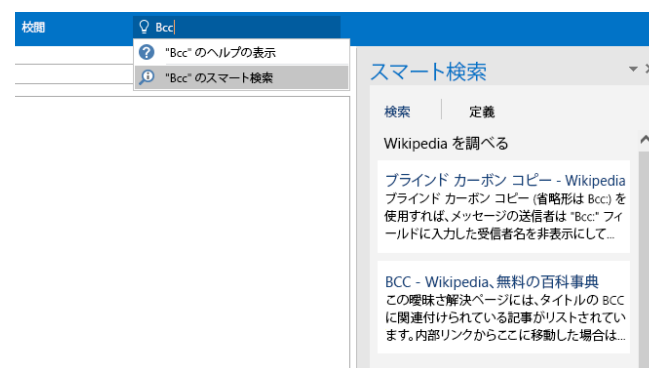 校閲
Bcc
"Bcc" のヘルプの表示
"Bcc" のスマート検索
スマート検索
検索
定義
Wikipedia を調べる
ブラインド カーボン コピー - Wikipedia
ブラインド カーボン コピー (省略形は Bcc:) を
使用すれば、メッセージの送信者は "Bcc:" フィ
ールドに入力した受信者名を非表示にして...
BCC - Wikipedia、無料の百科事典
この曖昧さ解決ページには、タイトルの BCC
に関連付けられている記事がリストされてい
ます。内部リンクからここに移動した場合は...